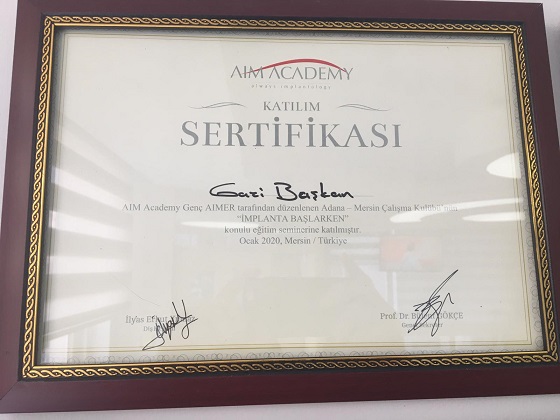 AIM ACADEMY
always implantology
KATILIM
SERTİFİKASI
Gazi Başkan
AIM Academy Genç AIMER tarafından düzenlenen Adana – Mersin Çalışma Kulübü'nün
"İMPLANTA BAŞLARKEN"
konulu eğitim seminerine katılmıştır.
Ocak 2020, Mersin / Türkiye
İlyas
Prof. Dr. GÖKÇE